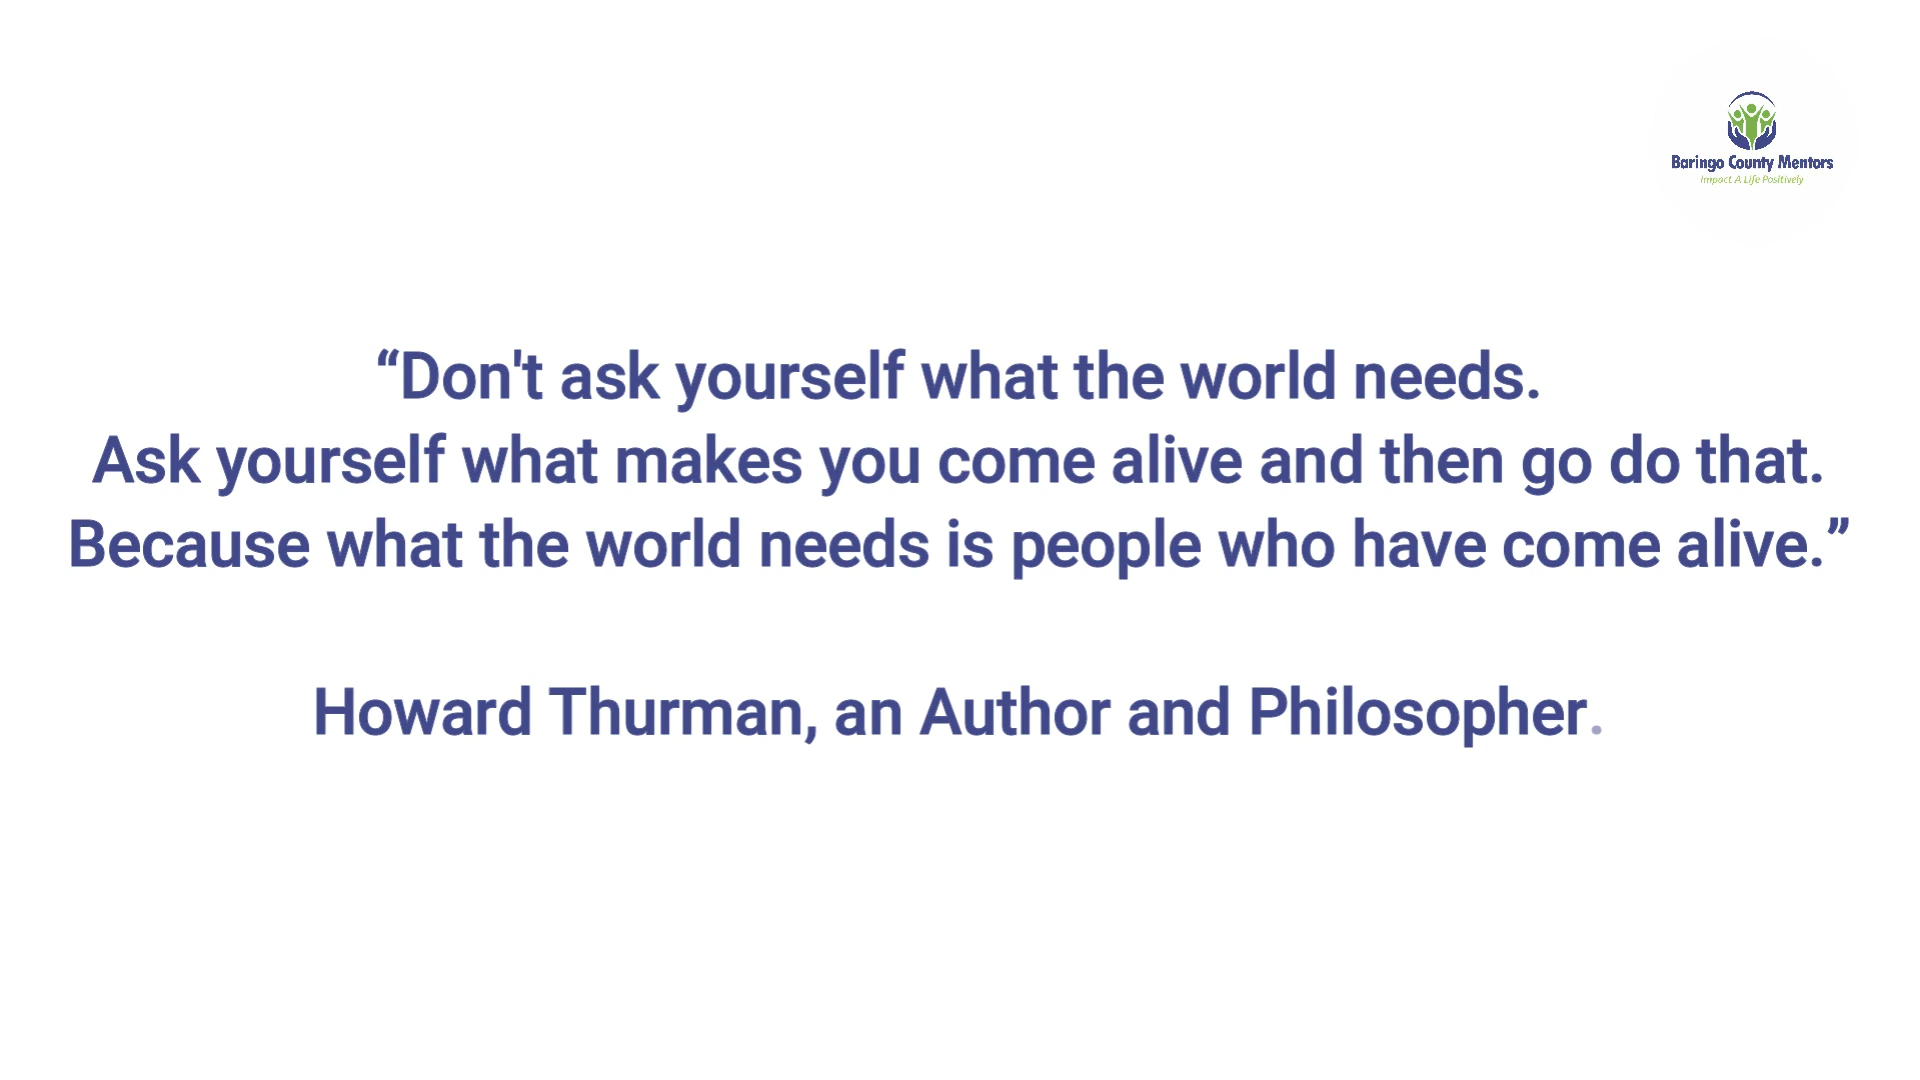 Baringo County Mentors
Impact A Life Positively
“Don't ask yourself what the world needs.
Ask yourself what makes you come alive and then go do that.
Because what the world needs is people who have come alive.”
Howard Thurman, an Author and Philosopher.